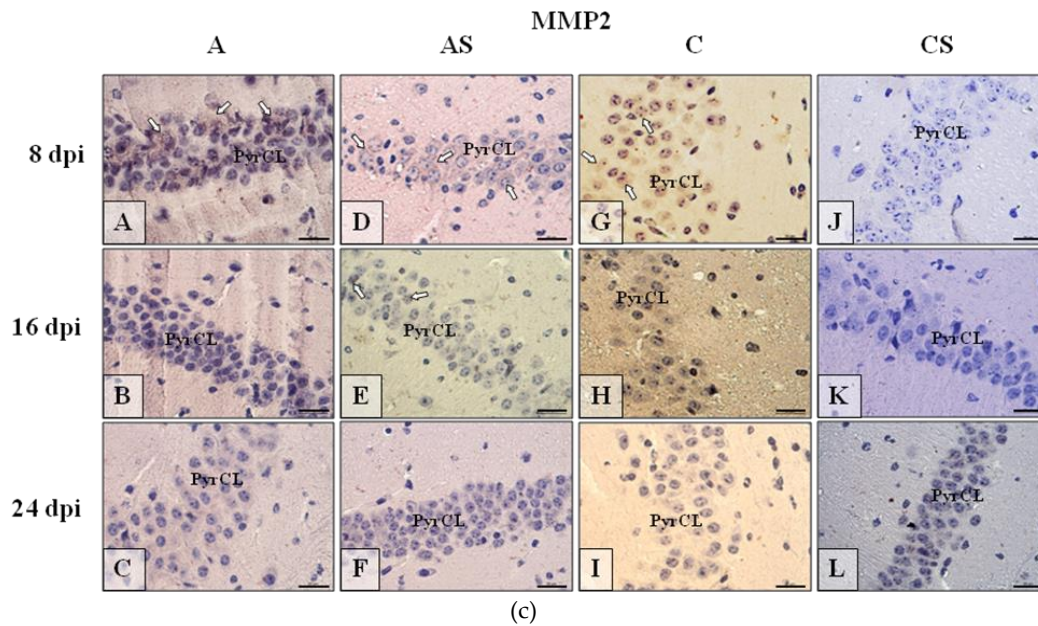 MMP2
A AS C CS
8 dpi
PyrCL PyrCL PyrCL PyrCL
A D G J
16 dpi
PyrCL PyrCL PyrCL PyrCL
B E H K
24 dpi
PyrCL PyrCL PyrCL PyrCL
C F I L
(c)